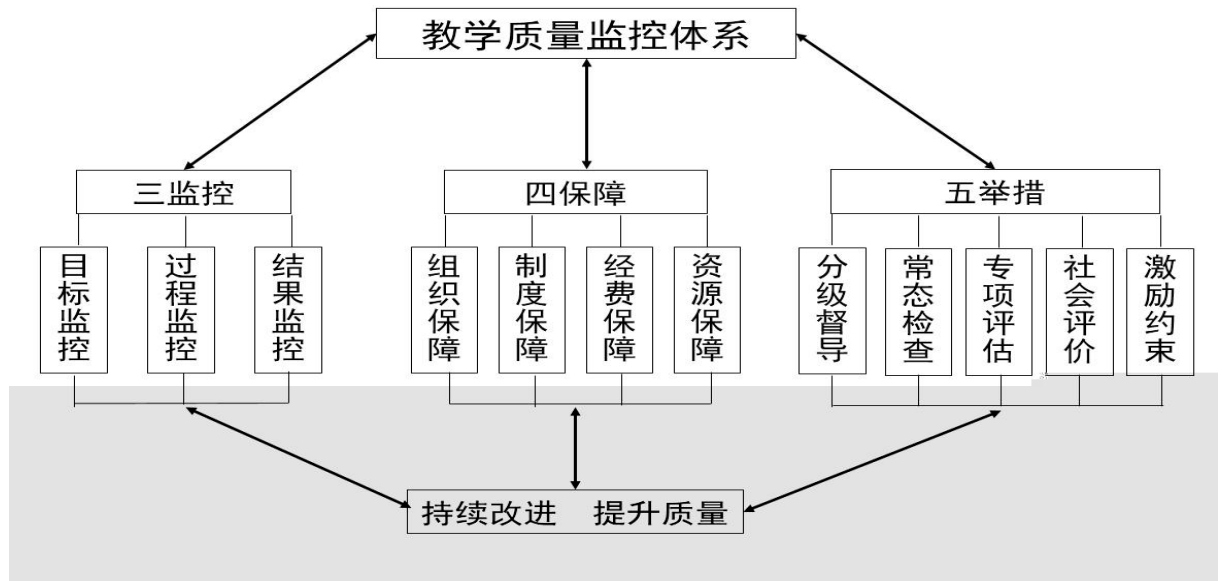 教学质量监控体系
三监控
四保障
五举措
目标监控
过程监控
结果监控
组织保障
制度保障
经费保障
资源保障
分级督导
常态检查
专项评估
社会评价
激励约束
持续改进 提升质量